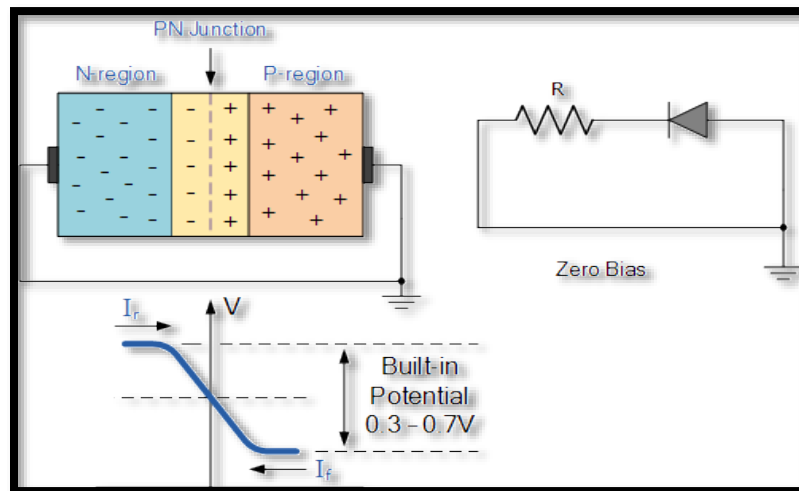 PN Junction
N-region
P-region
R
Zero Bias
Ir
V
Built-in
Potential
0.3 – 0.7V
If